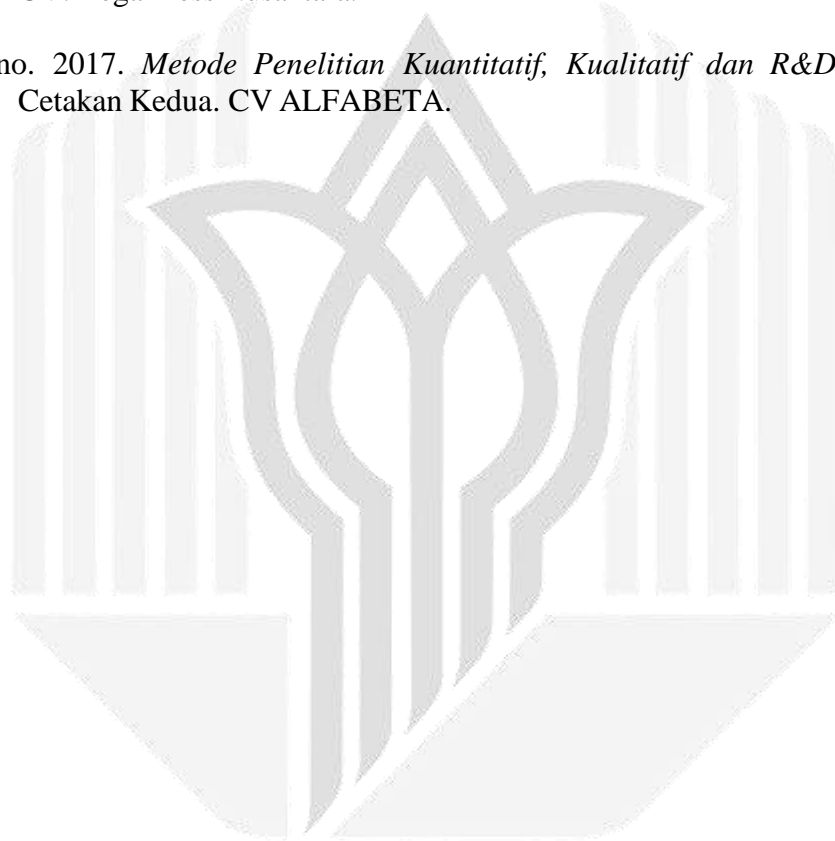 no. 2017. Metode Penelitian Kuantitatif, Kualitatif dan R&D
Cetakan Kedua. CV ALFABETA.